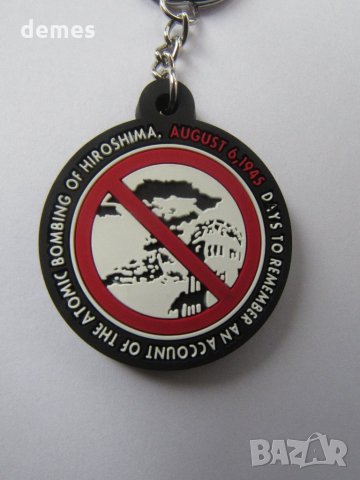 demes
DAYS TO REMEMBER AN ACCOUNT OF THE ATOMIC BOMBING OF HIROSHIMA, AUGUST 6,1945
BAZAR